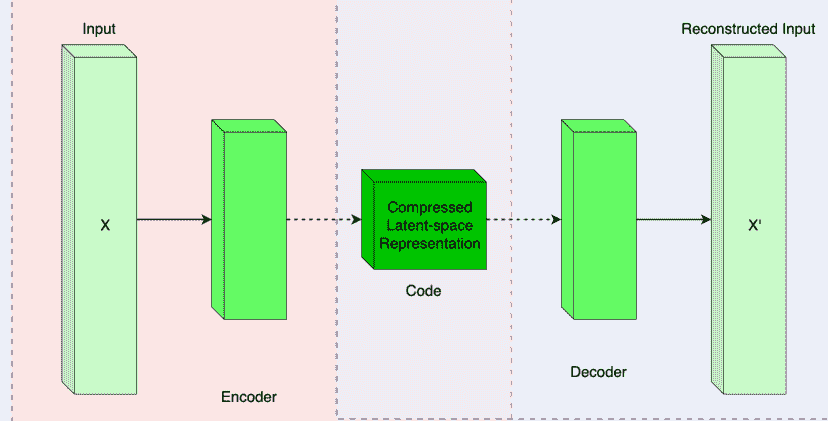 Input
Reconstructed Input
X
Compressed
Latent-space
Representation
X'
Code
Decoder
Encoder